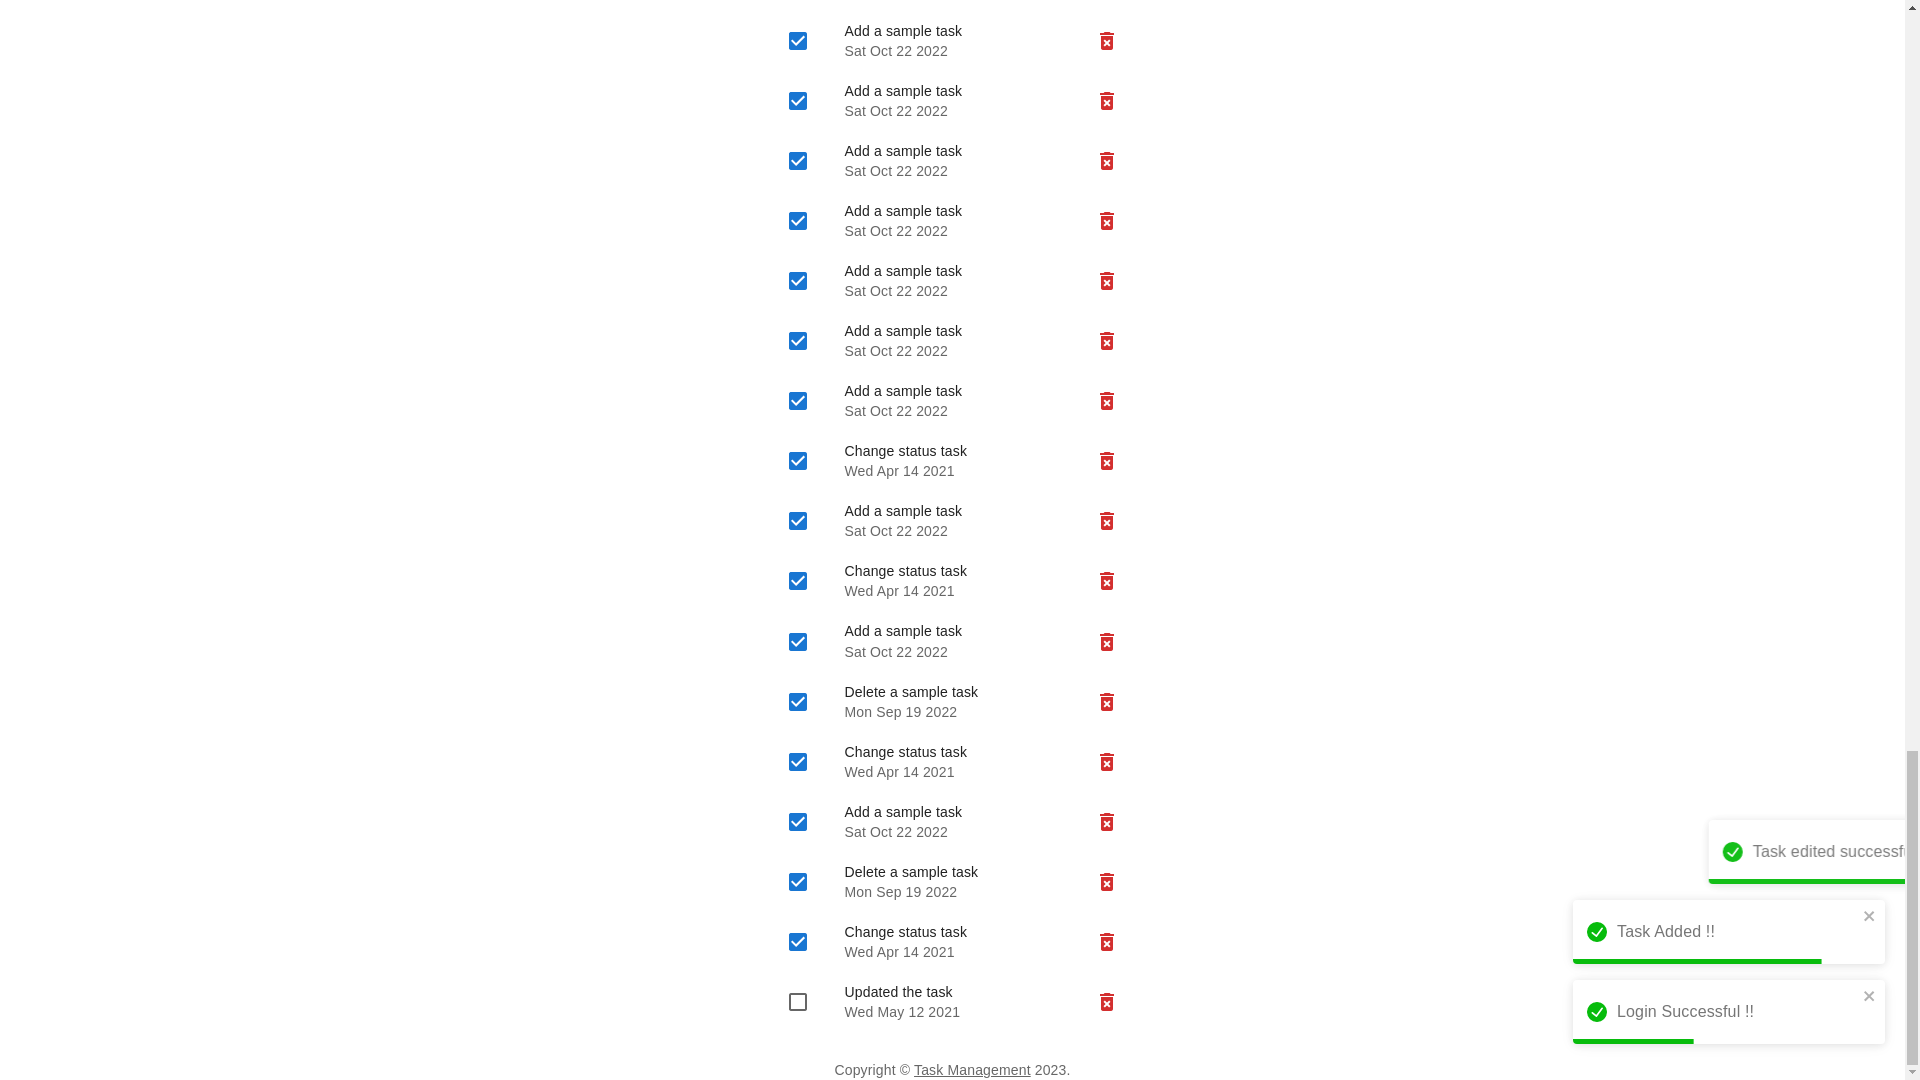 Add a sample task
Sat Oct 22 2022
Add a sample task
Sat Oct 22 2022
Add a sample task
Sat Oct 22 2022
Add a sample task
Sat Oct 22 2022
Add a sample task
Sat Oct 22 2022
Add a sample task
Sat Oct 22 2022
Add a sample task
Sat Oct 22 2022
Change status task
Wed Apr 14 2021
Add a sample task
Sat Oct 22 2022
Change status task
Wed Apr 14 2021
Add a sample task
Sat Oct 22 2022
Delete a sample task
Mon Sep 19 2022
Change status task
Wed Apr 14 2021
Add a sample task
Sat Oct 22 2022
Delete a sample task
Mon Sep 19 2022
Change status task
Wed Apr 14 2021
Updated the task
Wed May 12 2021
Copyright © Task Management 2023.
Task edited
Task Added !!
Login Successful !!